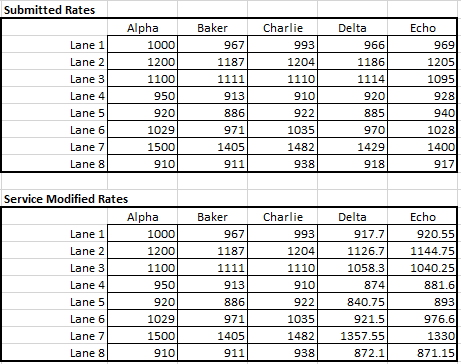 Submitted Rates
Alpha Baker Charlie Delta Echo
Lane 1 1000 967 993 966 969
Lane 2 1200 1187 1204 1186 1205
Lane 3 1100 1111 1110 1114 1095
Lane 4 950 913 910 920 928
Lane 5 920 886 922 885 940
Lane 6 1029 971 1035 970 1028
Lane 7 1500 1405 1482 1429 1400
Lane 8 910 911 938 918 917
Service Modified Rates
Alpha Baker Charlie Delta Echo
Lane 1 1000 967 993 917.7 920.55
Lane 2 1200 1187 1204 1126.7 1144.75
Lane 3 1100 1111 1110 1058.3 1040.25
Lane 4 950 913 910 874 881.6
Lane 5 920 886 922 840.75 893
Lane 6 1029 971 1035 921.5 976.6
Lane 7 1500 1405 1482 1357.55 1330
Lane 8 910 911 938 872.1 871.15